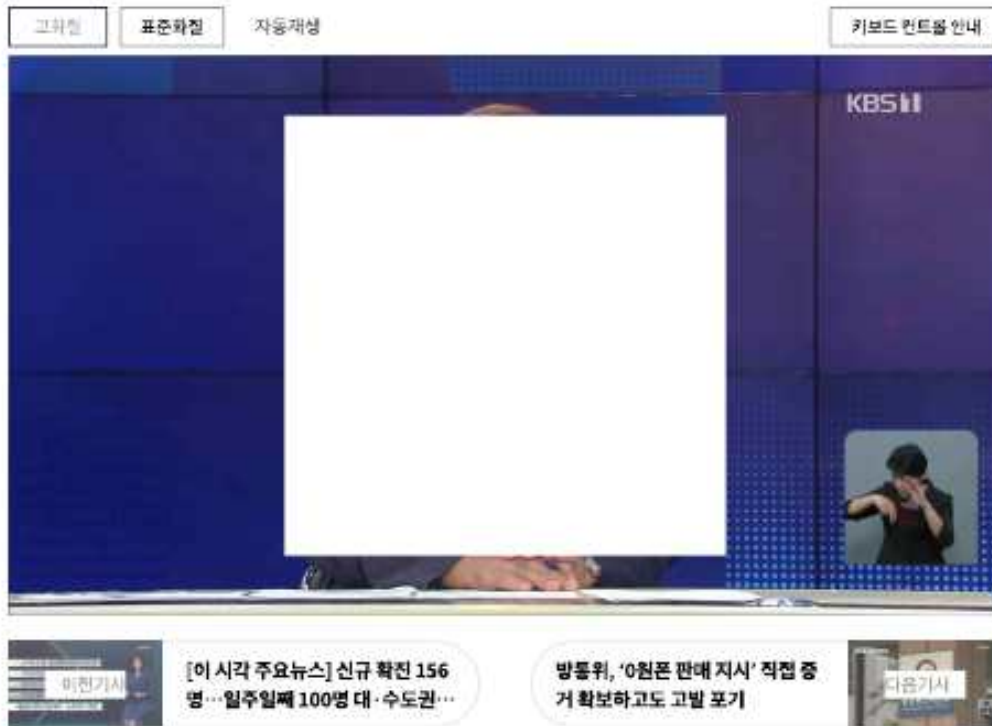 고화질 표준화질 자동재생 키보드 컨트롤 안내
KBS 1
이전기사
[이 시각 주요뉴스] 신규 확진 156
명…일주일째 100명 대·수도권…
방통위, ‘0원폰 판매 지시’ 직접 증
거 확보하고도 고발 포기
다음기사